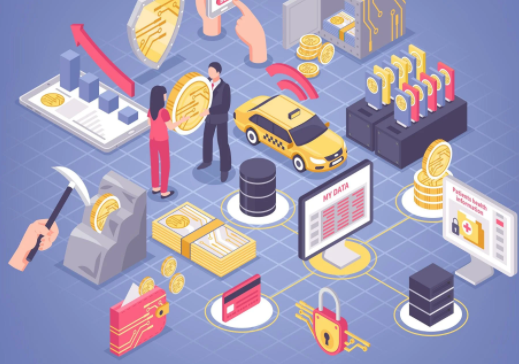 MY DATA
Patients health
information